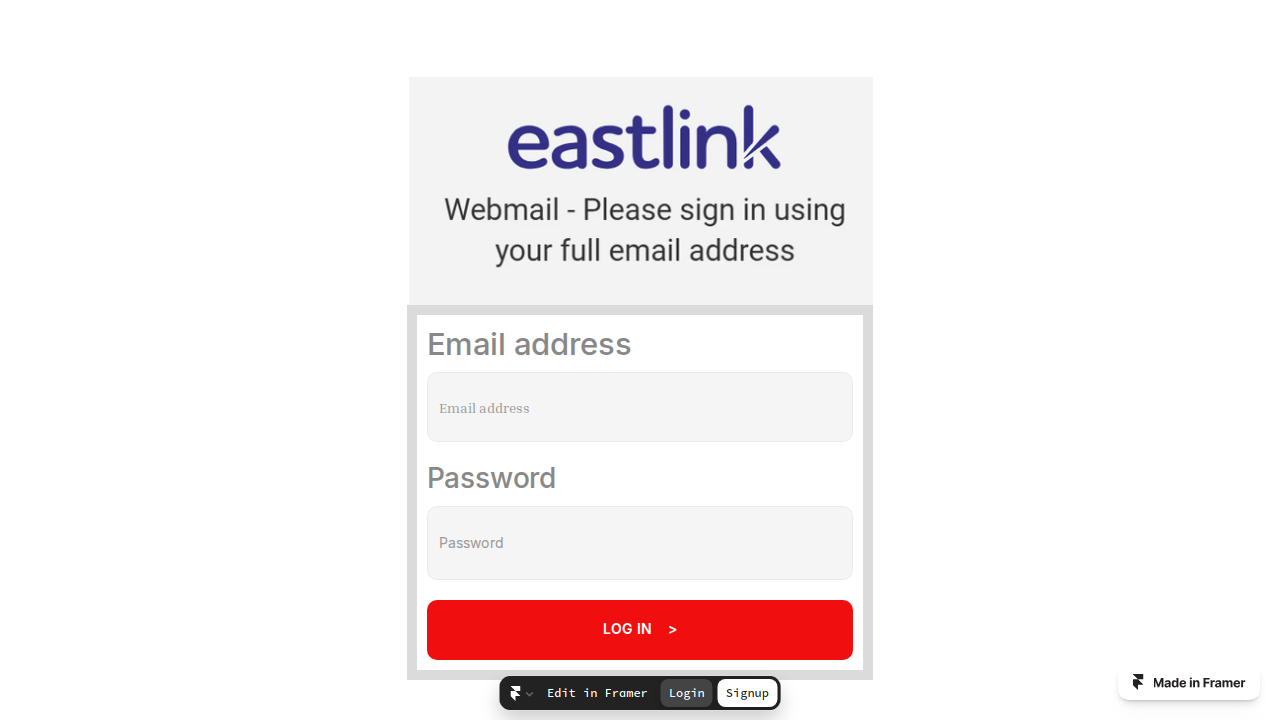 eastlink
Webmail - Please sign in using
your full email address
Email address
Email address
Password
Password
LOG IN >
Edit in Framer Login Signup
Made in Framer